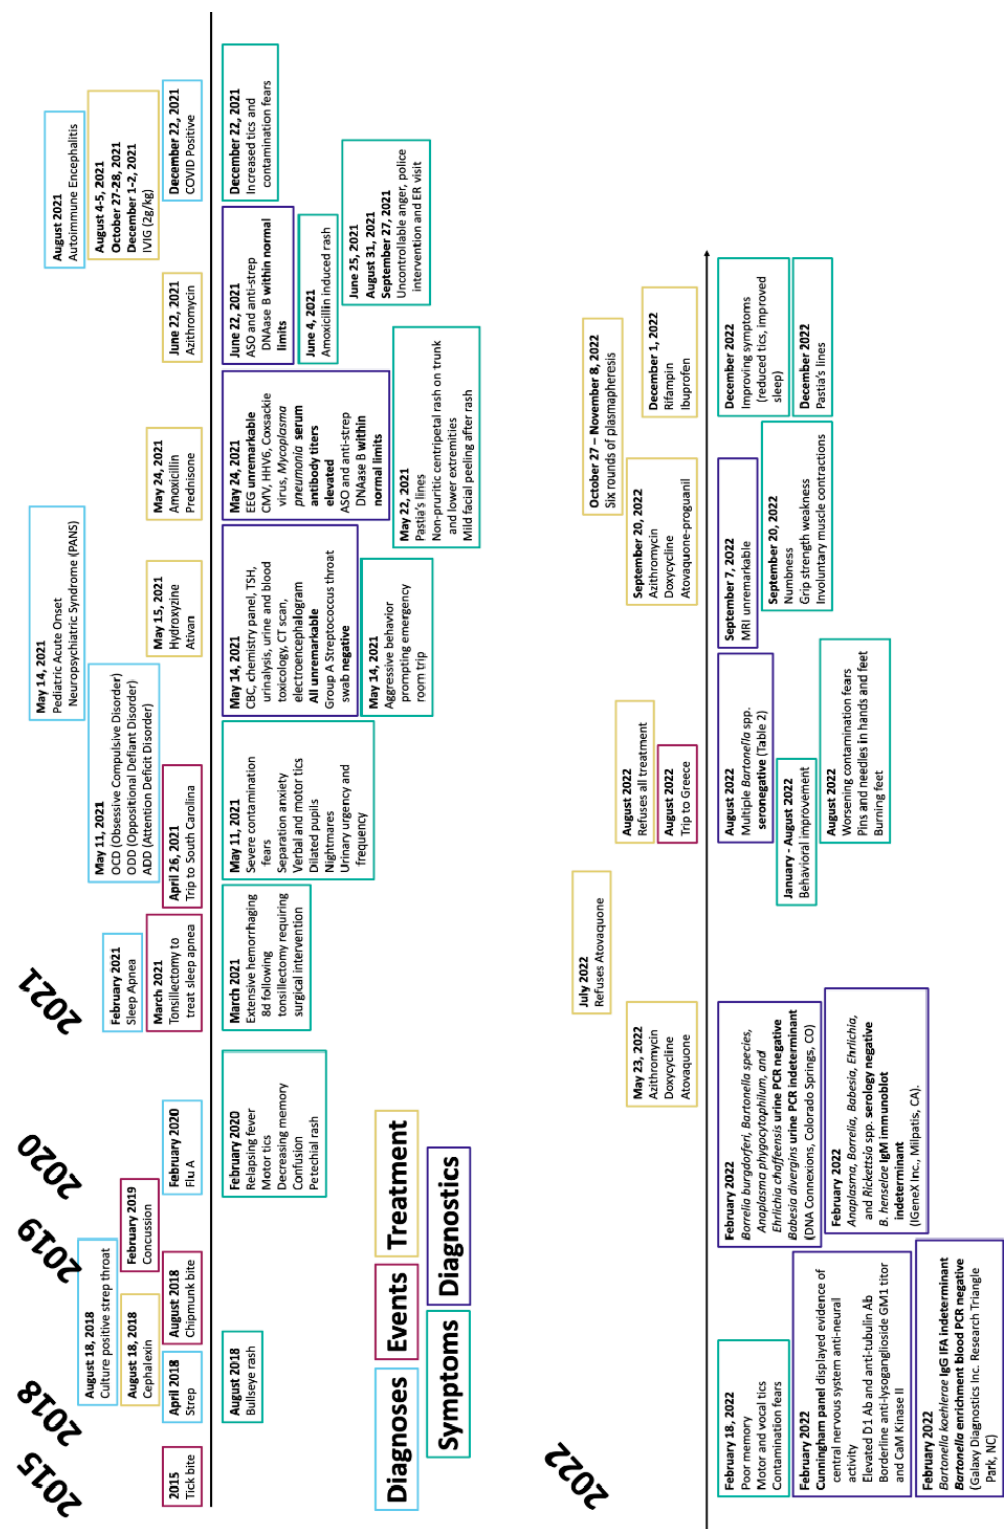 2015
2018
2019
2020
2021
August 18, 2018
Culture positive strep throat
August 18, 2018
Cephalexin
February 2019
Concussion
2015
Tick bite
April 2018
Strep
August 2018
Chipmunk bite
February 2020
Flu A
February 2021
Sleep Apnea
March 2021
Tonsillectomy to
treat sleep apnea
May 11, 2021
OCD (Obsessive Compulsive Disorder)
ODD (Oppositional Defiant Disorder)
ADD (Attention Deficit Disorder)
April 26, 2021
Trip to South Carolina
May 14, 2021
Pediatric Acute Onset
Neuropsychiatric Syndrome (PANS)
May 15, 2021
Hydroxyzine
Ativan
May 24, 2021
Amoxicillin
Prednisone
June 22, 2021
Azithromycin
August 2021
Autoimmune Encephalitis
August 4-5, 2021
October 27-28, 2021
December 1-2, 2021
IVIG (2g/kg)
December 22, 2021
COVID Positive
August 2018
Bullseye rash
February 2020
Relapsing fever
Motor tics
Decreasing memory
Confusion
Petechial rash
March 2021
Extensive hemorrhaging
8d following
tonsillectomy requiring
surgical intervention
May 11, 2021
Severe contamination
fears
Separation anxiety
Verbal and motor tics
Dilated pupils
Nightmares
Urinary urgency and
frequency
May 14, 2021
CBC, chemistry panel, TSH,
urinalysis, urine and blood
toxicology, CT scan,
electroencephalogram
All unremarkable
Group A Streptococcus throat
swab negative
May 14, 2021
Aggressive behavior
prompting emergency
room trip
May 24, 2021
EEG unremarkable
CMV, HHV6, Coxsackie
virus, Mycoplasma
pneumonia serum
antibody titers
elevated
ASO and anti-strep
DNAase B within
normal limits
May 22, 2021
Pastia's lines
Non-pruritic centripetal rash on trunk
and lower extremities
Mild facial peeling after rash
June 22, 2021
ASO and anti-strep
DNAase B within normal
limits
June 4, 2021
Amoxicillin induced rash
June 25, 2021
August 31, 2021
September 27, 2021
Uncontrollable anger, police
intervention and ER visit
December 22, 2021
Increased tics and
contamination fears
Diagnoses
Events
Treatment
Symptoms
Diagnostics
2022
May 23, 2022
Azithromycin
Doxycycline
Atovaquone
July 2022
Refuses Atovaquone
August 2022
Refuses all treatment
August 2022
Trip to Greece
September 20, 2022
Azithromycin
Doxycycline
Atovaquone-proguanil
October 27 – November 8, 2022
Six rounds of plasmapheresis
December 1, 2022
Rifampin
Ibuprofen
February 18, 2022
Poor memory
Motor and vocal tics
Contamination fears
February 2022
Cunningham panel displayed evidence of
central nervous system anti-neural
activity
Elevated D1 Ab and anti-tubulin Ab
Borderline anti-lysoganglioside GM1 titor
and CaM Kinase II
February 2022
Bartonella koehlerae IgG IFA indeterminant
Bartonella enrichment blood PCR negative
(Galaxy Diagnostics Inc. Research Triangle
Park, NC)
February 2022
Borrelia burgdorferi, Bartonella species,
Anaplasma phygocytophilum, and
Ehrlichia chaffeensis urine PCR negative
Babesia divergins urine PCR indeterminant
(DNA Connexions, Colorado Springs, CO)
February 2022
Anaplasma, Borrelia, Babesia, Ehrlichia,
and Rickettsia spp. serology negative
B. henselae IgM immunoblot
indeterminant
(IGeneX Inc., Milpatis, CA).
August 2022
Multiple Bartonella spp.
seronegative (Table 2)
January - August 2022
Behavioral improvement
August 2022
Worsening contamination fears
Pins and needles in hands and feet
Burning feet
September 7, 2022
MRI unremarkable
September 20, 2022
Numbness
Grip strength weakness
Involuntary muscle contractions
December 2022
Improving symptoms
(reduced tics, improved
sleep)
December 2022
Pastia's lines